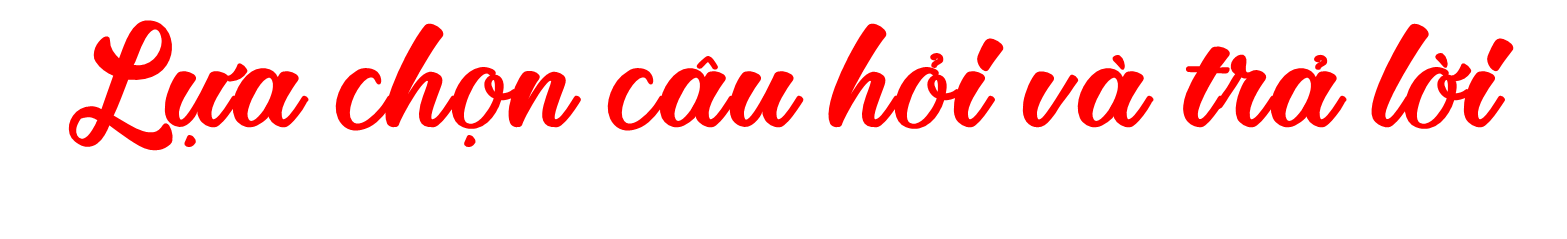 Lựa chọn câu hỏi và trả lời